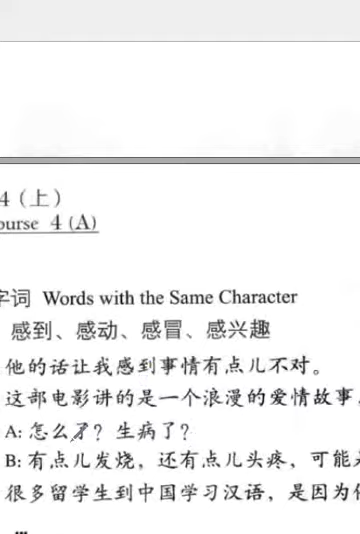 4（上）
ourse 4 (A)
字词 Words with the Same Character
感到、感动、感冒、感兴趣
他的话让我感到事情有点儿不对。
这部电影讲的是一个浪漫的爱情故事，
A: 怎么了？生病了？
B: 有点儿发烧，还有点儿头疼，可能
很多留学生到中国学习汉语，是因为